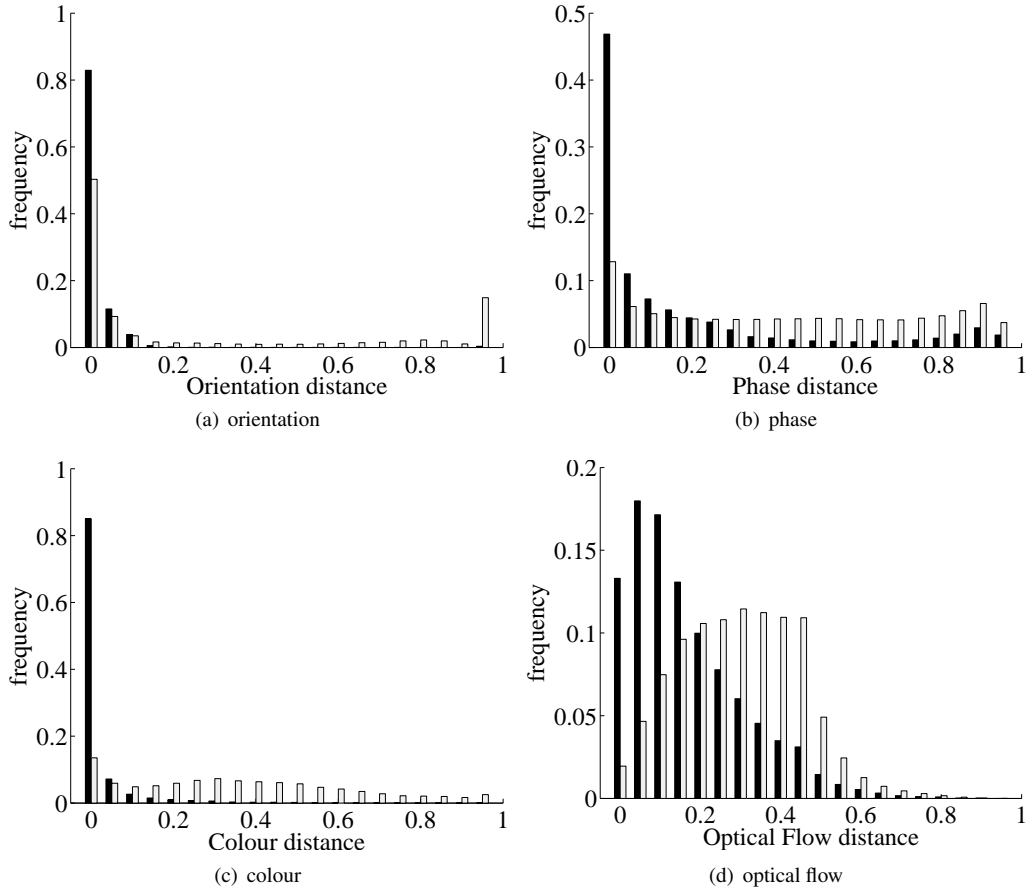 1
0.8
0.6
0.4
0.2
0
frequency
0 0.2 0.4 0.6 0.8 1
Orientation distance
(a) orientation
0.5
0.4
0.3
0.2
0.1
0
frequency
0 0.2 0.4 0.6 0.8 1
Phase distance
(b) phase
1
0.8
0.6
0.4
0.2
0
frequency
0 0.2 0.4 0.6 0.8 1
Colour distance
(c) colour
0.2
0.15
0.1
0.05
0
frequency
0 0.2 0.4 0.6 0.8 1
Optical Flow distance
(d) optical flow